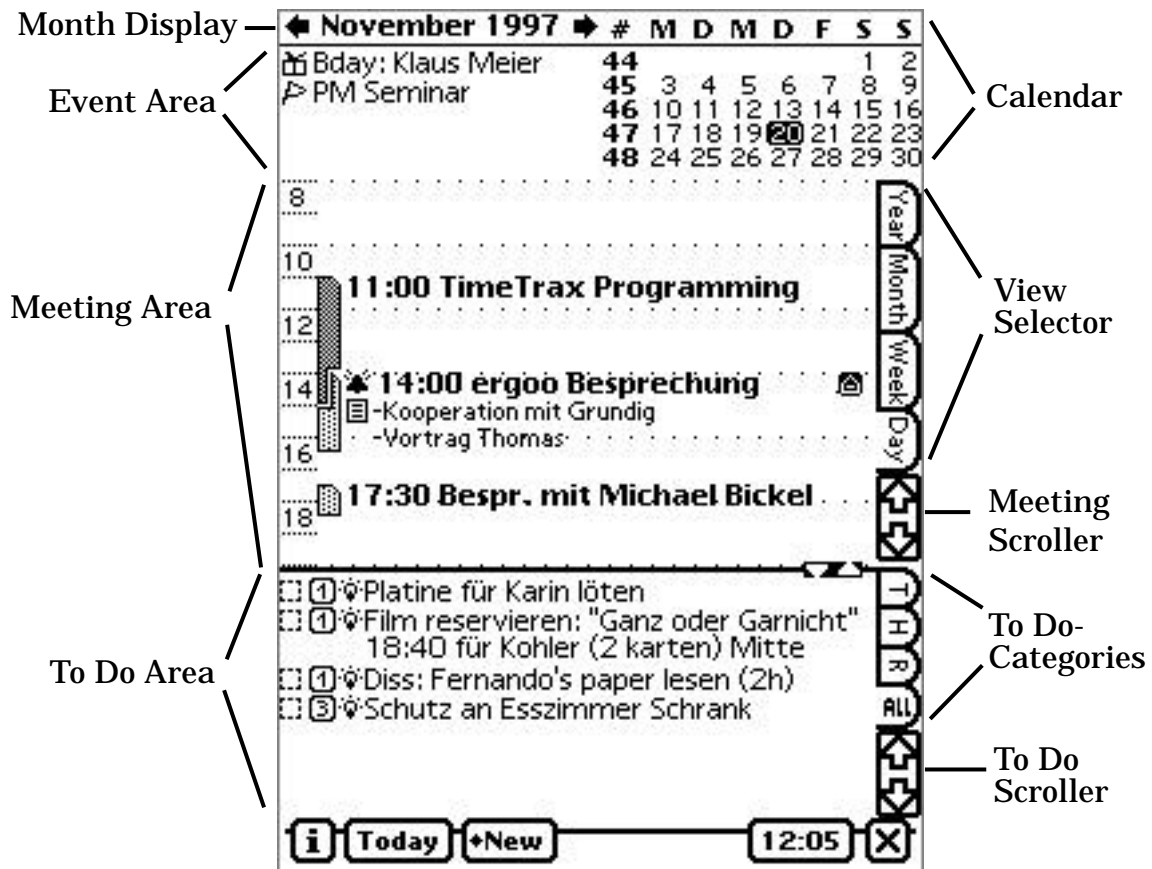 Month Display
November 1997 # M D M D F S S
Bday: Klaus Meier
PM Seminar
44 1 2
45 3 4 5 6 7 8 9
46 10 11 12 13 14 15 16
47 17 18 19 20 21 22 23
48 24 25 26 27 28 29 30
Event Area
Calendar
8
10
11:00 TimeTrax Programming
12
14
14:00 ergoo Besprechung
-Kooperation mit Grundig
-Vortrag Thomas
16
17:30 Bespr. mit Michael Bickel
18
Meeting Area
Year
Month
Week
Day
View
Selector
Meeting
Scroller
1 Platine für Karin löten
1 Film reservieren: "Ganz oder Garnicht"
18:40 für Kohler (2 karten) Mitte
1 Diss: Fernando's paper lesen (2h)
3 Schutz an Esszimmer Schrank
To Do Area
T
H
R
All
To Do-
Categories
To Do
Scroller
i Today New 12:05 X